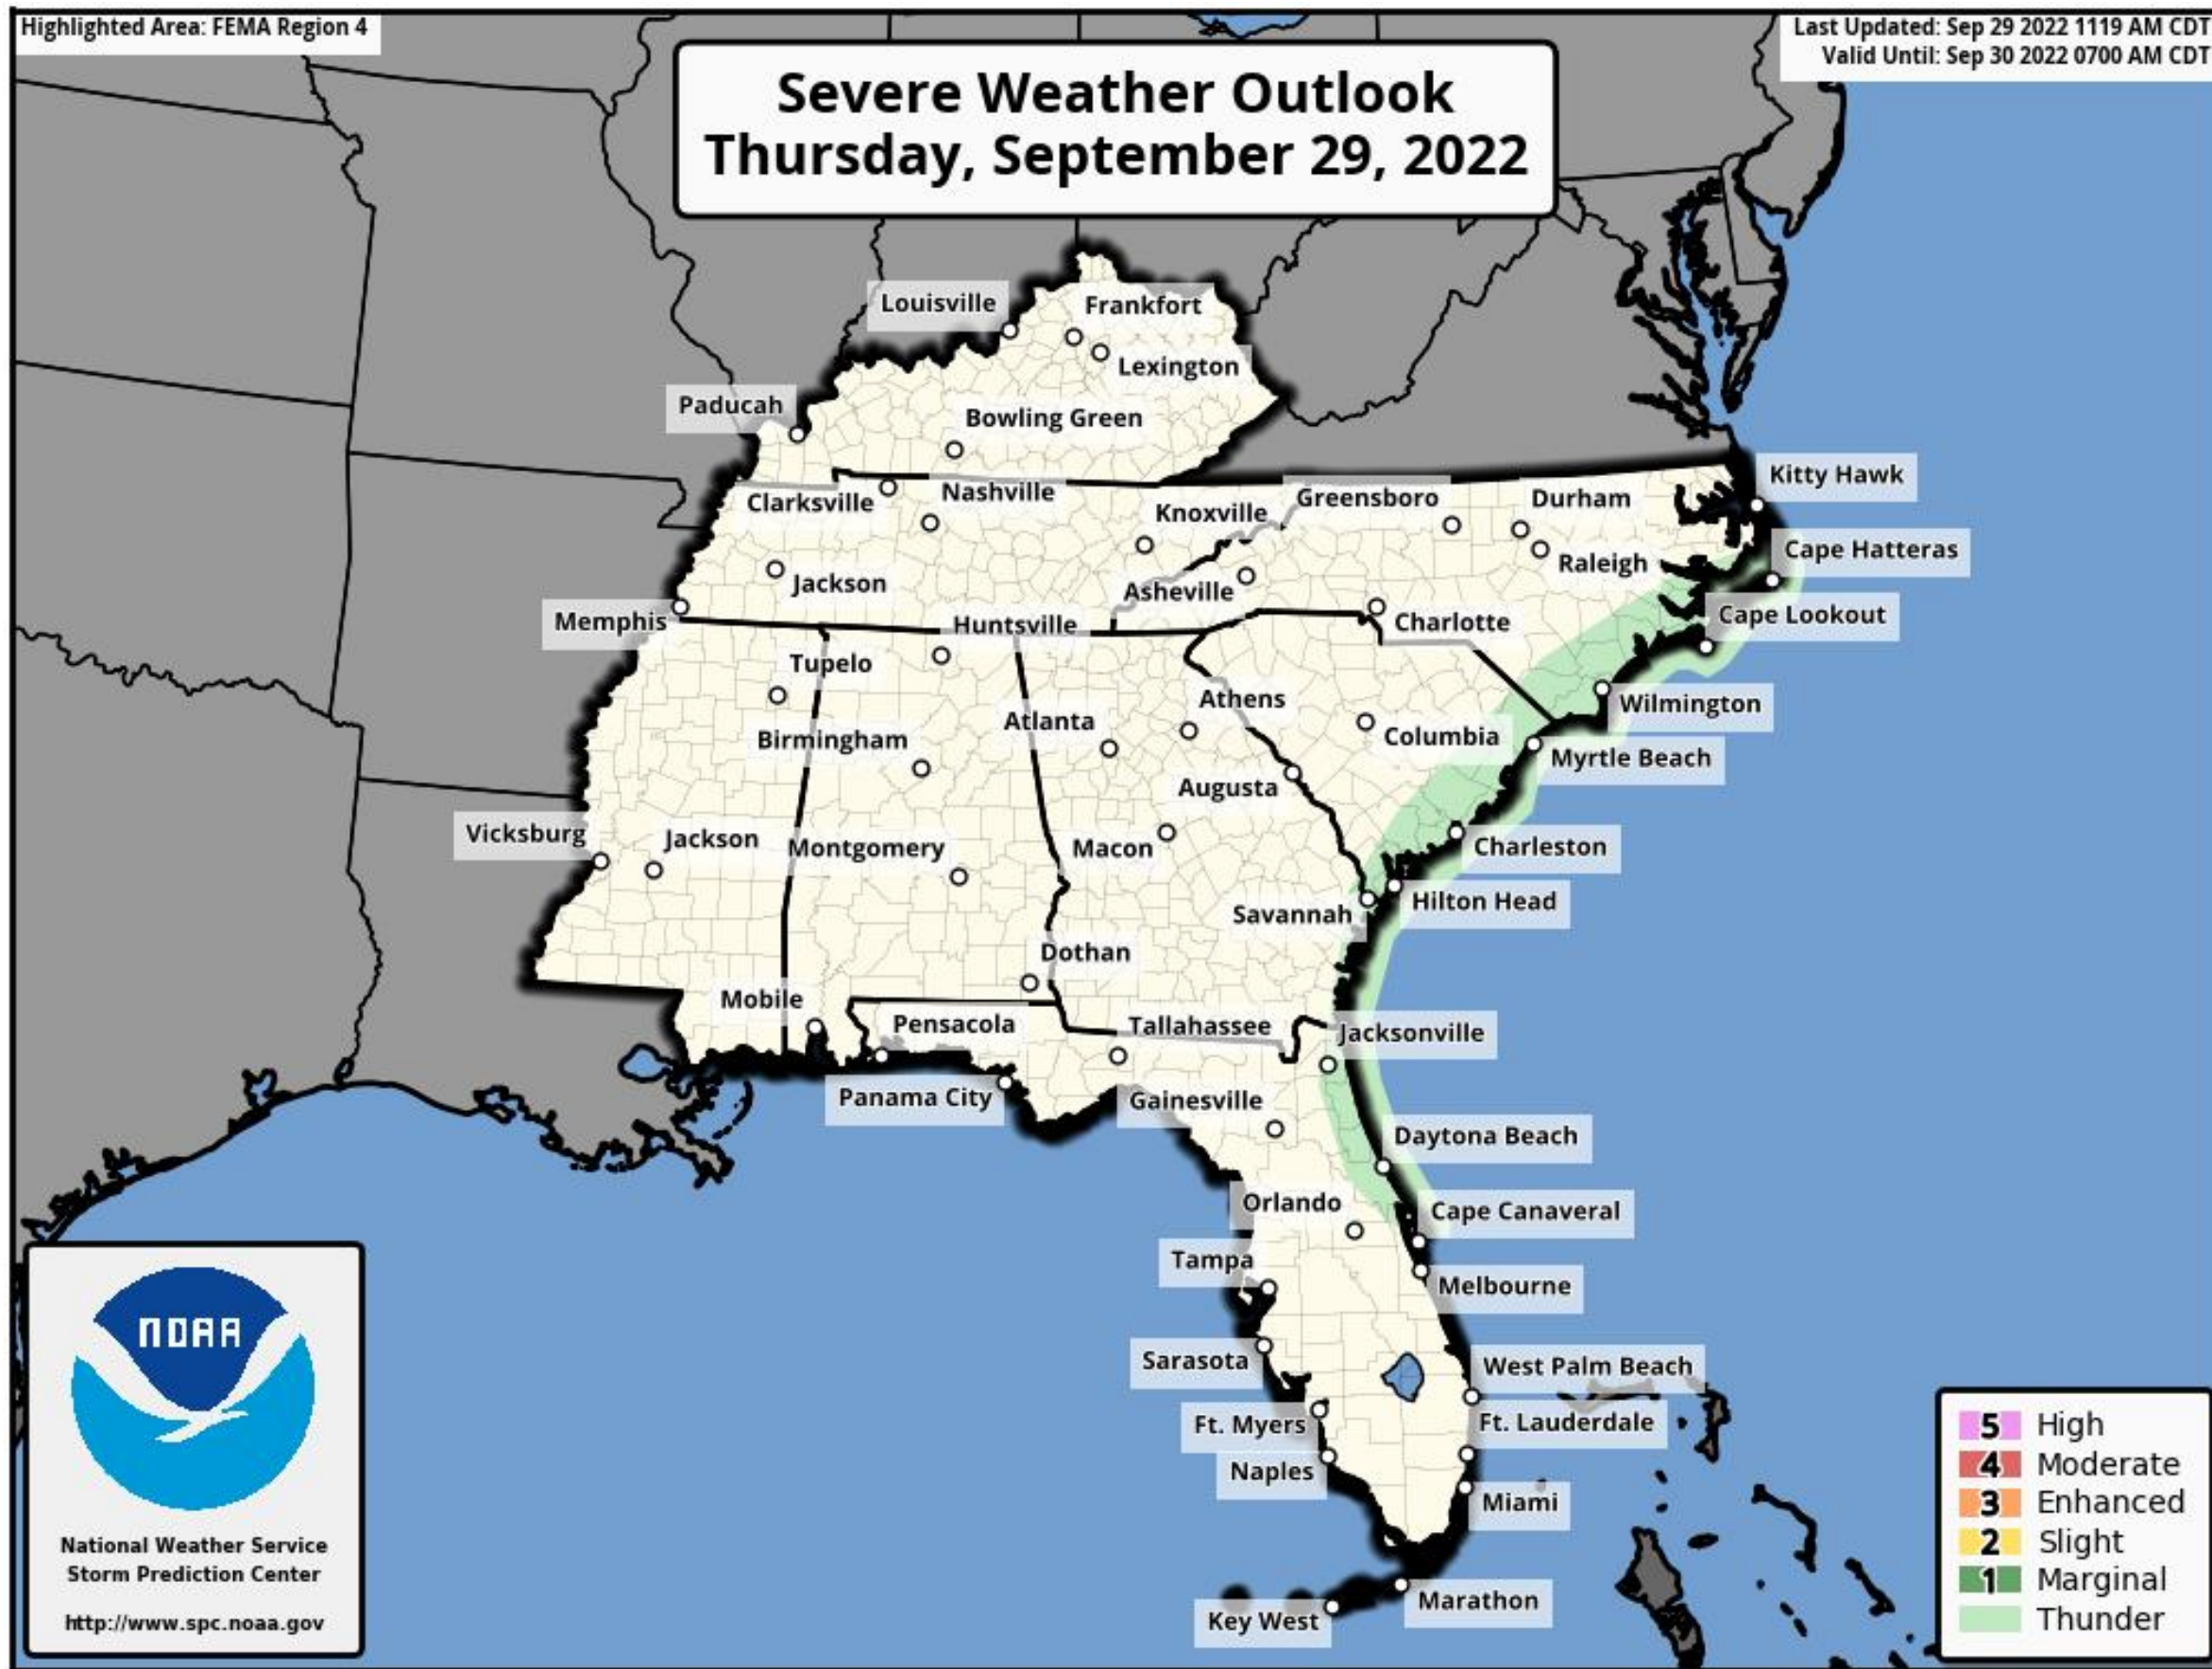 Highlighted Area: FEMA Region 4
Last Updated: Sep 29 2022 1119 AM CDT
Valid Until: Sep 30 2022 0700 AM CDT
Severe Weather Outlook
Thursday, September 29, 2022
Louisville
Frankfort
Lexington
Paducah
Bowling Green
Kitty Hawk
Clarksville
Nashville
Knoxville
Greensboro
Durham
Cape Hatteras
Raleigh
Jackson
Asheville
Memphis
Huntsville
Charlotte
Cape Lookout
Tupelo
Athens
Wilmington
Atlanta
Birmingham
Columbia
Myrtle Beach
Augusta
Vicksburg
Jackson
Montgomery
Macon
Charleston
Savannah
Hilton Head
Dothan
Mobile
Pensacola
Tallahassee
Jacksonville
Panama City
Gainesville
Daytona Beach
Orlando
Cape Canaveral
Tampa
Melbourne
Sarasota
West Palm Beach
Ft. Myers
Ft. Lauderdale
Naples
Miami
Marathon
Key West
NOAA
National Weather Service
Storm Prediction Center
http://www.spc.noaa.gov
5 High
4 Moderate
3 Enhanced
2 Slight
1 Marginal
Thunder